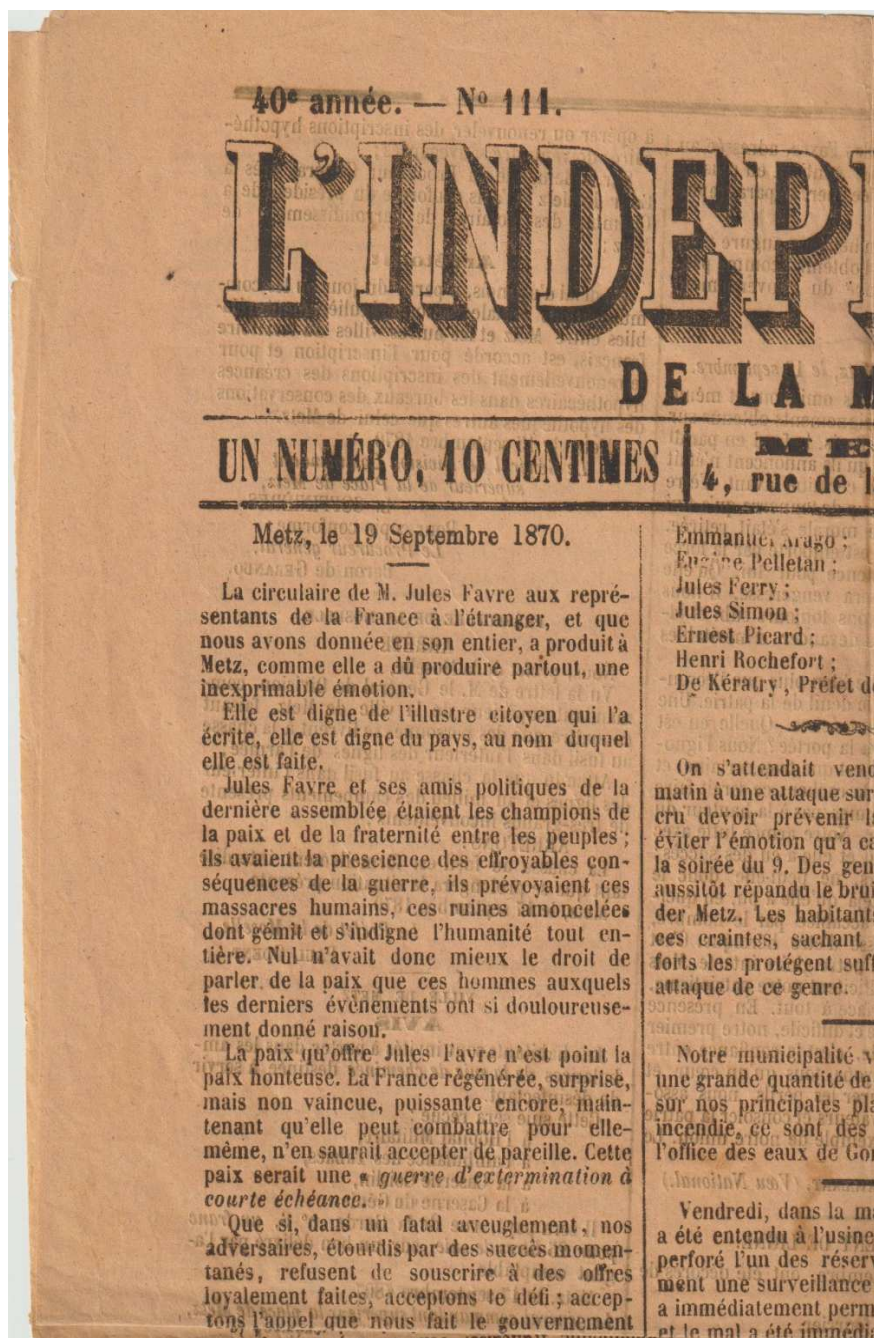 40e année. — No 111.
L'INDEP
DE LA M
UN NUMÉRO, 10 CENTIMES
ME
4, rue de l
Metz, le 19 Septembre 1870.
La circulaire de M. Jules Favre aux repré-
sentants de la France à l'étranger, et que
nous avons donnée en son entier, a produit à
Metz, comme elle a dû produire partout, une
inexprimable émotion.
Elle est digne de l'illustre citoyen qui l'a
écrite, elle est digne du pays, au nom duquel
elle est faite.
Jules Favre et ses amis politiques de la
dernière assemblée étaient les champions de
la paix et de la fraternité entre les peuples ;
ils avaient la prescience des effroyables con-
séquences de la guerre, ils prévoyaient ces
massacres humains, ces ruines amoncelées
dont gémit et s'indigne l'humanité tout en-
tière. Nul n'avait donc mieux le droit de
parler de la paix que ces hommes auxquels
les derniers évènements ont si douloureuse-
ment donné raison.
La paix qu'offre Jules Favre n'est point la
paix honteuse. La France régénérée, surprise,
mais non vaincue, puissante encore, main-
tenant qu'elle peut combattre pour elle-
même, n'en saurait accepter de pareille. Cette
paix serait une « guerre d'extermination à
courte échéance. »
Que si, dans un fatal aveuglement, nos
adversaires, étourdis par des succès momen-
tanés, refusent de souscrire à des offres
loyalement faites, acceptons le défi ; accep-
tons l'appel que nous fait le gouvernement
Emmanuel Arago ;
Eugène Pelletan ;
Jules Ferry ;
Jules Simon ;
Ernest Picard ;
Henri Rochefort ;
De Kératry, Préfet d
On s'attendait vend
matin à une attaque sur
cru devoir prévenir l
éviter l'émotion qu'a ca
la soirée du 9. Des gen
aussitôt répandu le brui
der Metz. Les habitants
ces craintes, sachant
forts les protégent suff
attaque de ce genre.
Notre municipalité v
une grande quantité de
sur nos principales pla
incendie, ce sont des
l'office des eaux de Go
Vendredi, dans la ma
a été entendu à l'usine
perforé l'un des réserv
ment une surveillance
a immédiatement perm
et le mal a été immédia